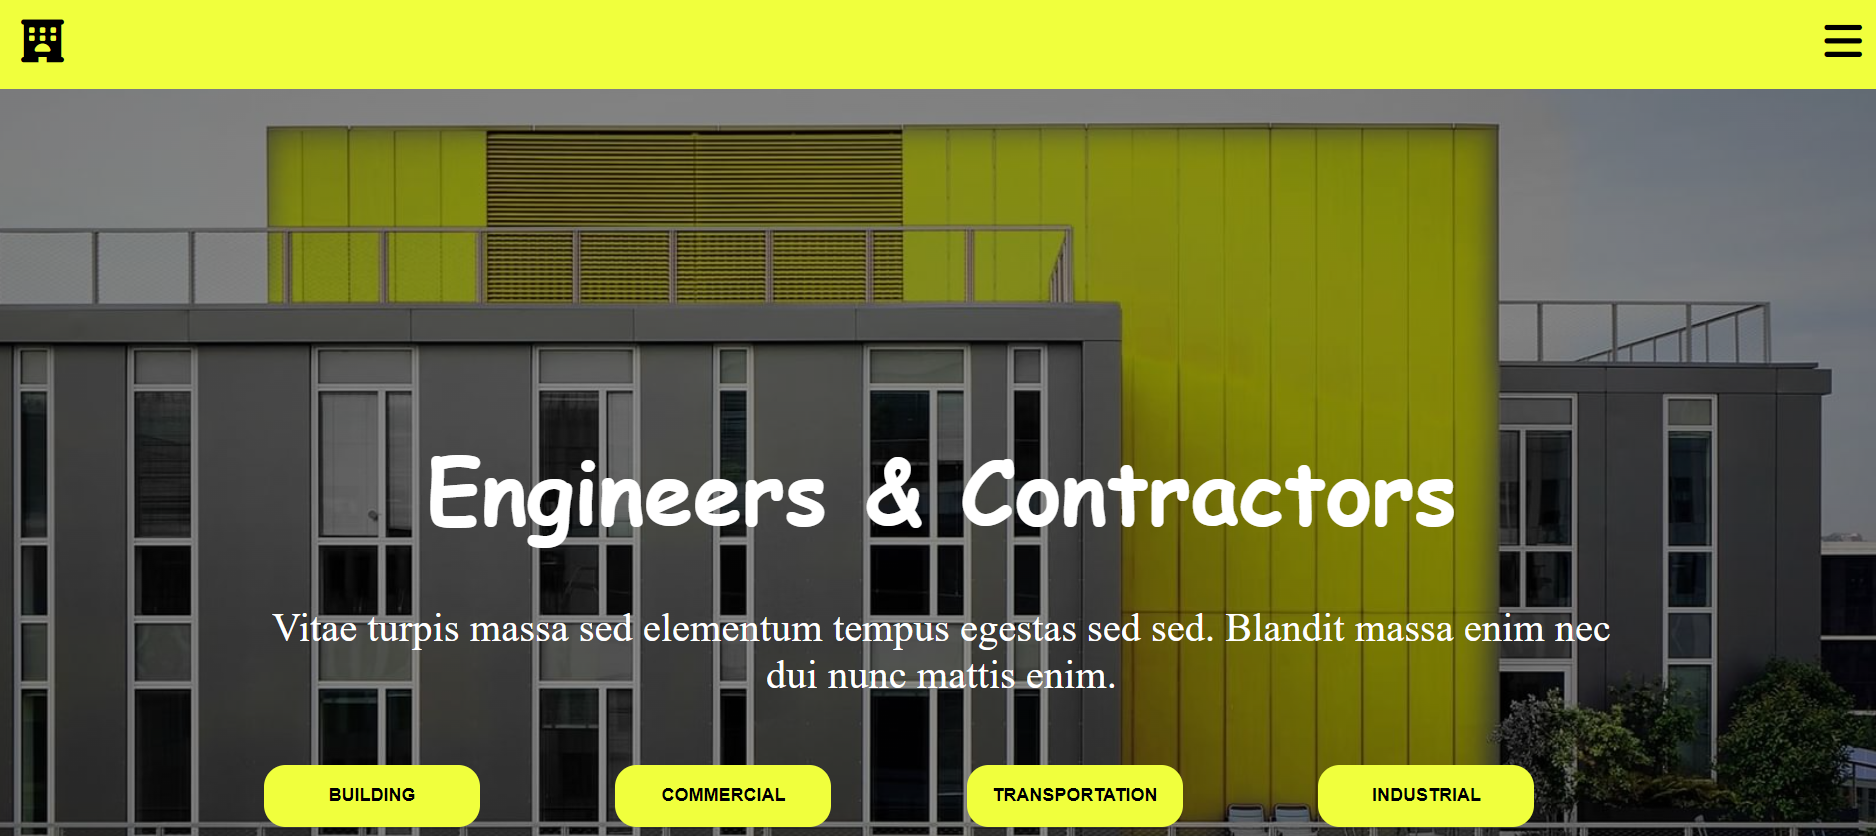 Engineers & Contractors
Vitae turpis massa sed elementum tempus egestas sed sed. Blandit massa enim nec
dui nunc mattis enim.
BUILDING
COMMERCIAL
TRANSPORTATION
INDUSTRIAL